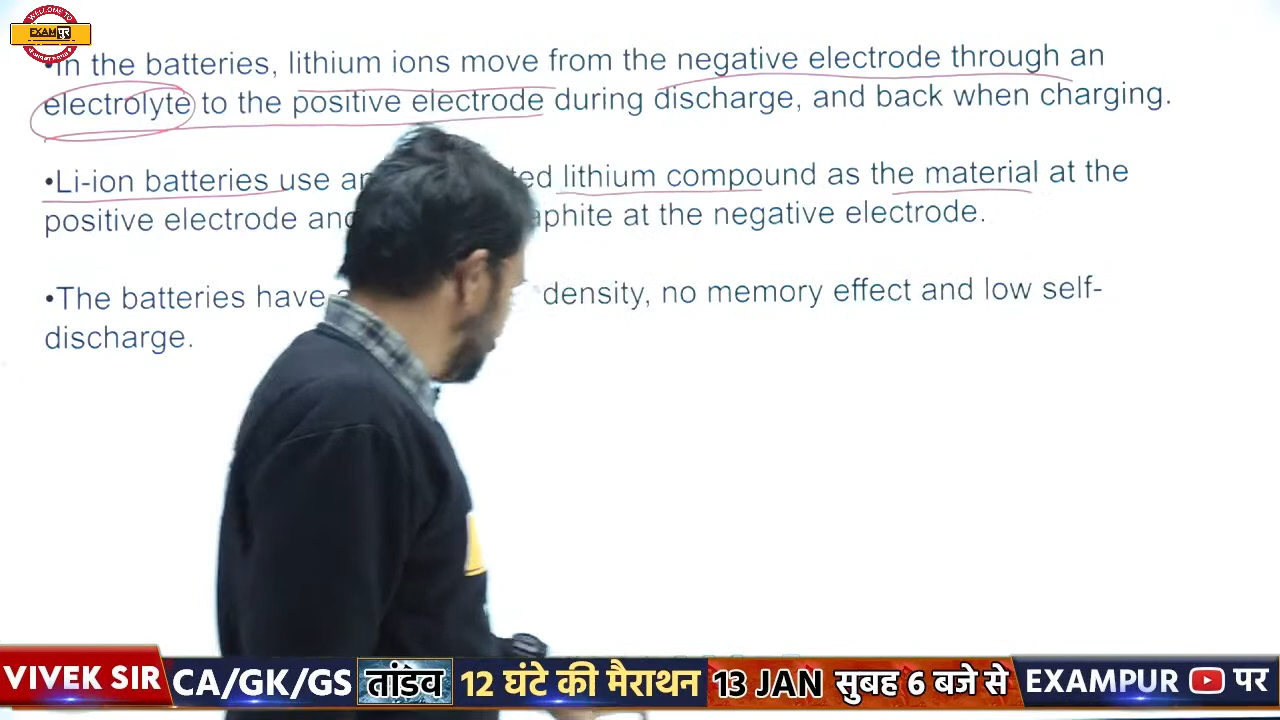 WELCOME TO
EXAMपुर
•In the batteries, lithium ions move from the negative electrode through an
electrolyte to the positive electrode during discharge, and back when charging.
•Li-ion batteries use an ed lithium compound as the material at the
positive electrode and aphite at the negative electrode.
•The batteries have density, no memory effect and low self-
discharge.
VIVEK SIR CA/GK/GS तांडव 12 घंटे की मैराथन 13 JAN सुबह 6 बजे से EXAMPUR पर